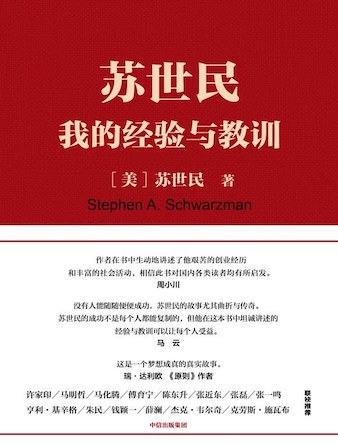 苏世民
我的经验与教训
[美] 苏世民 著
Stephen A. Schwarzman
作者在书中生动地讲述了他艰苦的创业经历
和丰富的社会活动，相信此书对国内各类读者均有所启发。
周小川
没有人能随随便便成功，苏世民的故事尤其曲折与传奇。
苏世民的成功不是每个人都能复制的，但他在这本书中坦诚讲述的
经验与教训可以让每个人受益。
马 云
这是一个梦想成真的真实故事。
瑞·达利欧 《原则》作者
许家印／马明哲／马化腾／傅育宁／陈东升／张近东／张磊／张一鸣
亨利·基辛格／朱民／钱颖一／薛澜／杰克·韦尔奇／克劳斯·施瓦布
联袂推荐
中信出版集团